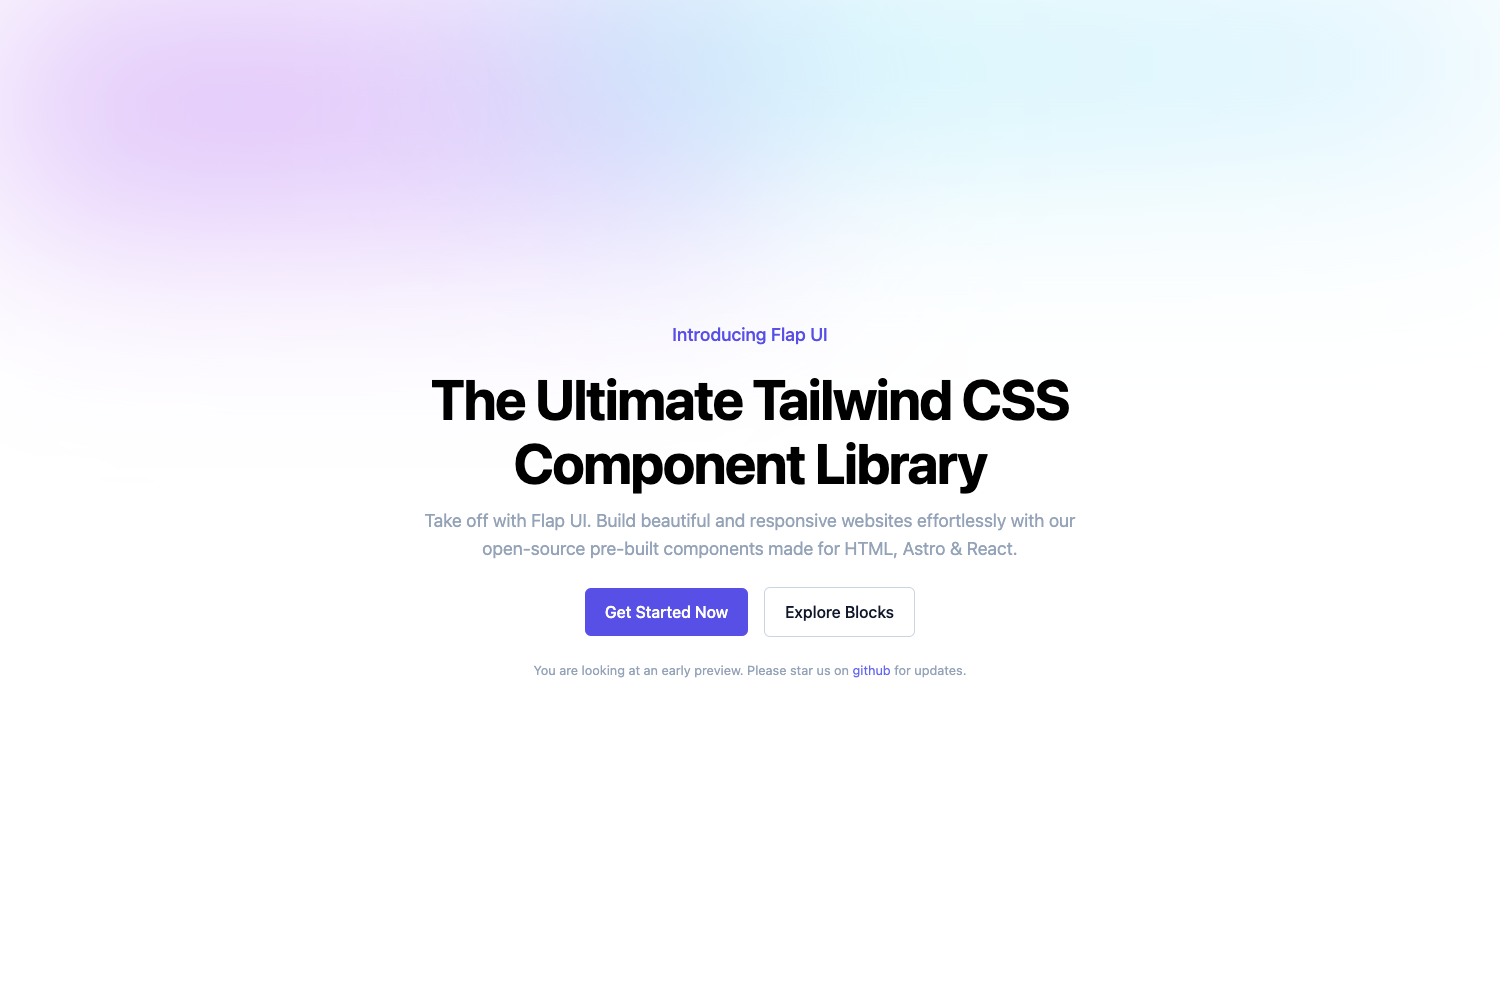 Introducing Flap UI
The Ultimate Tailwind CSS
Component Library
Take off with Flap UI. Build beautiful and responsive websites effortlessly with our
open-source pre-built components made for HTML, Astro & React.
Get Started Now
Explore Blocks
You are looking at an early preview. Please star us on github for updates.